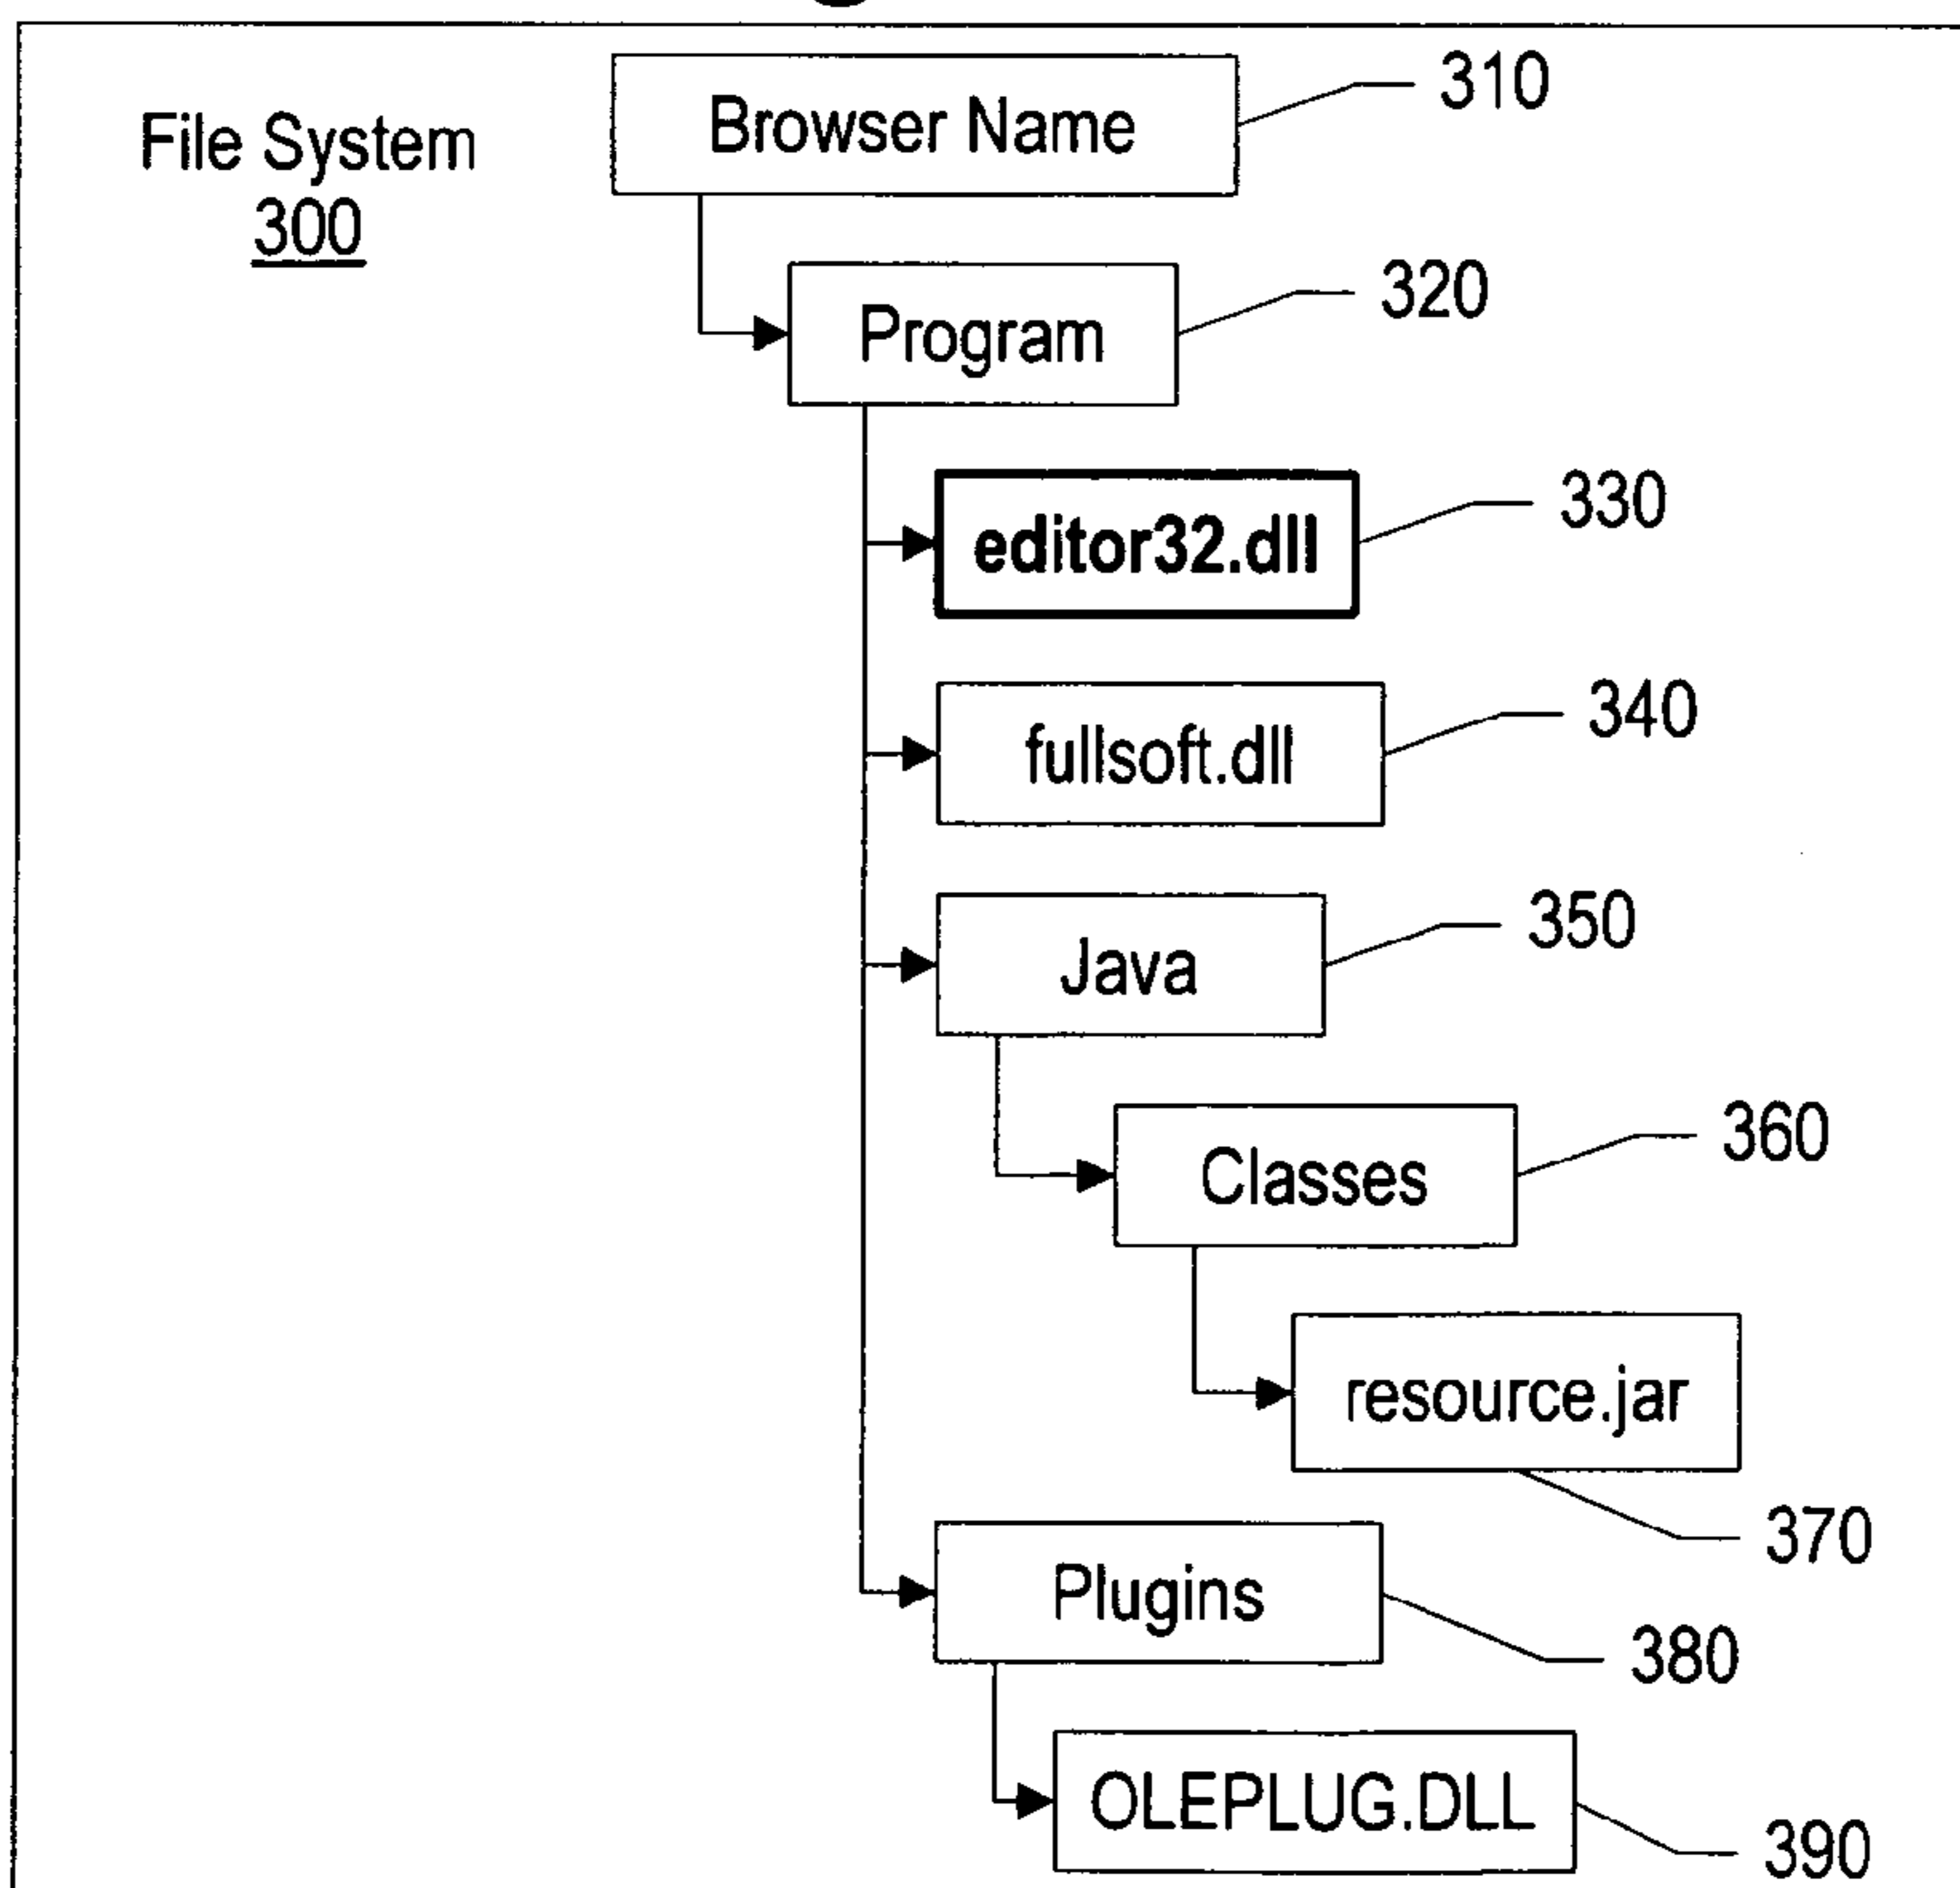 File System
300
Browser Name
310
Program
320
editor32.dll
330
fullsoft.dll
340
Java
350
Classes
360
resource.jar
370
Plugins
380
OLEPLUG.DLL
390